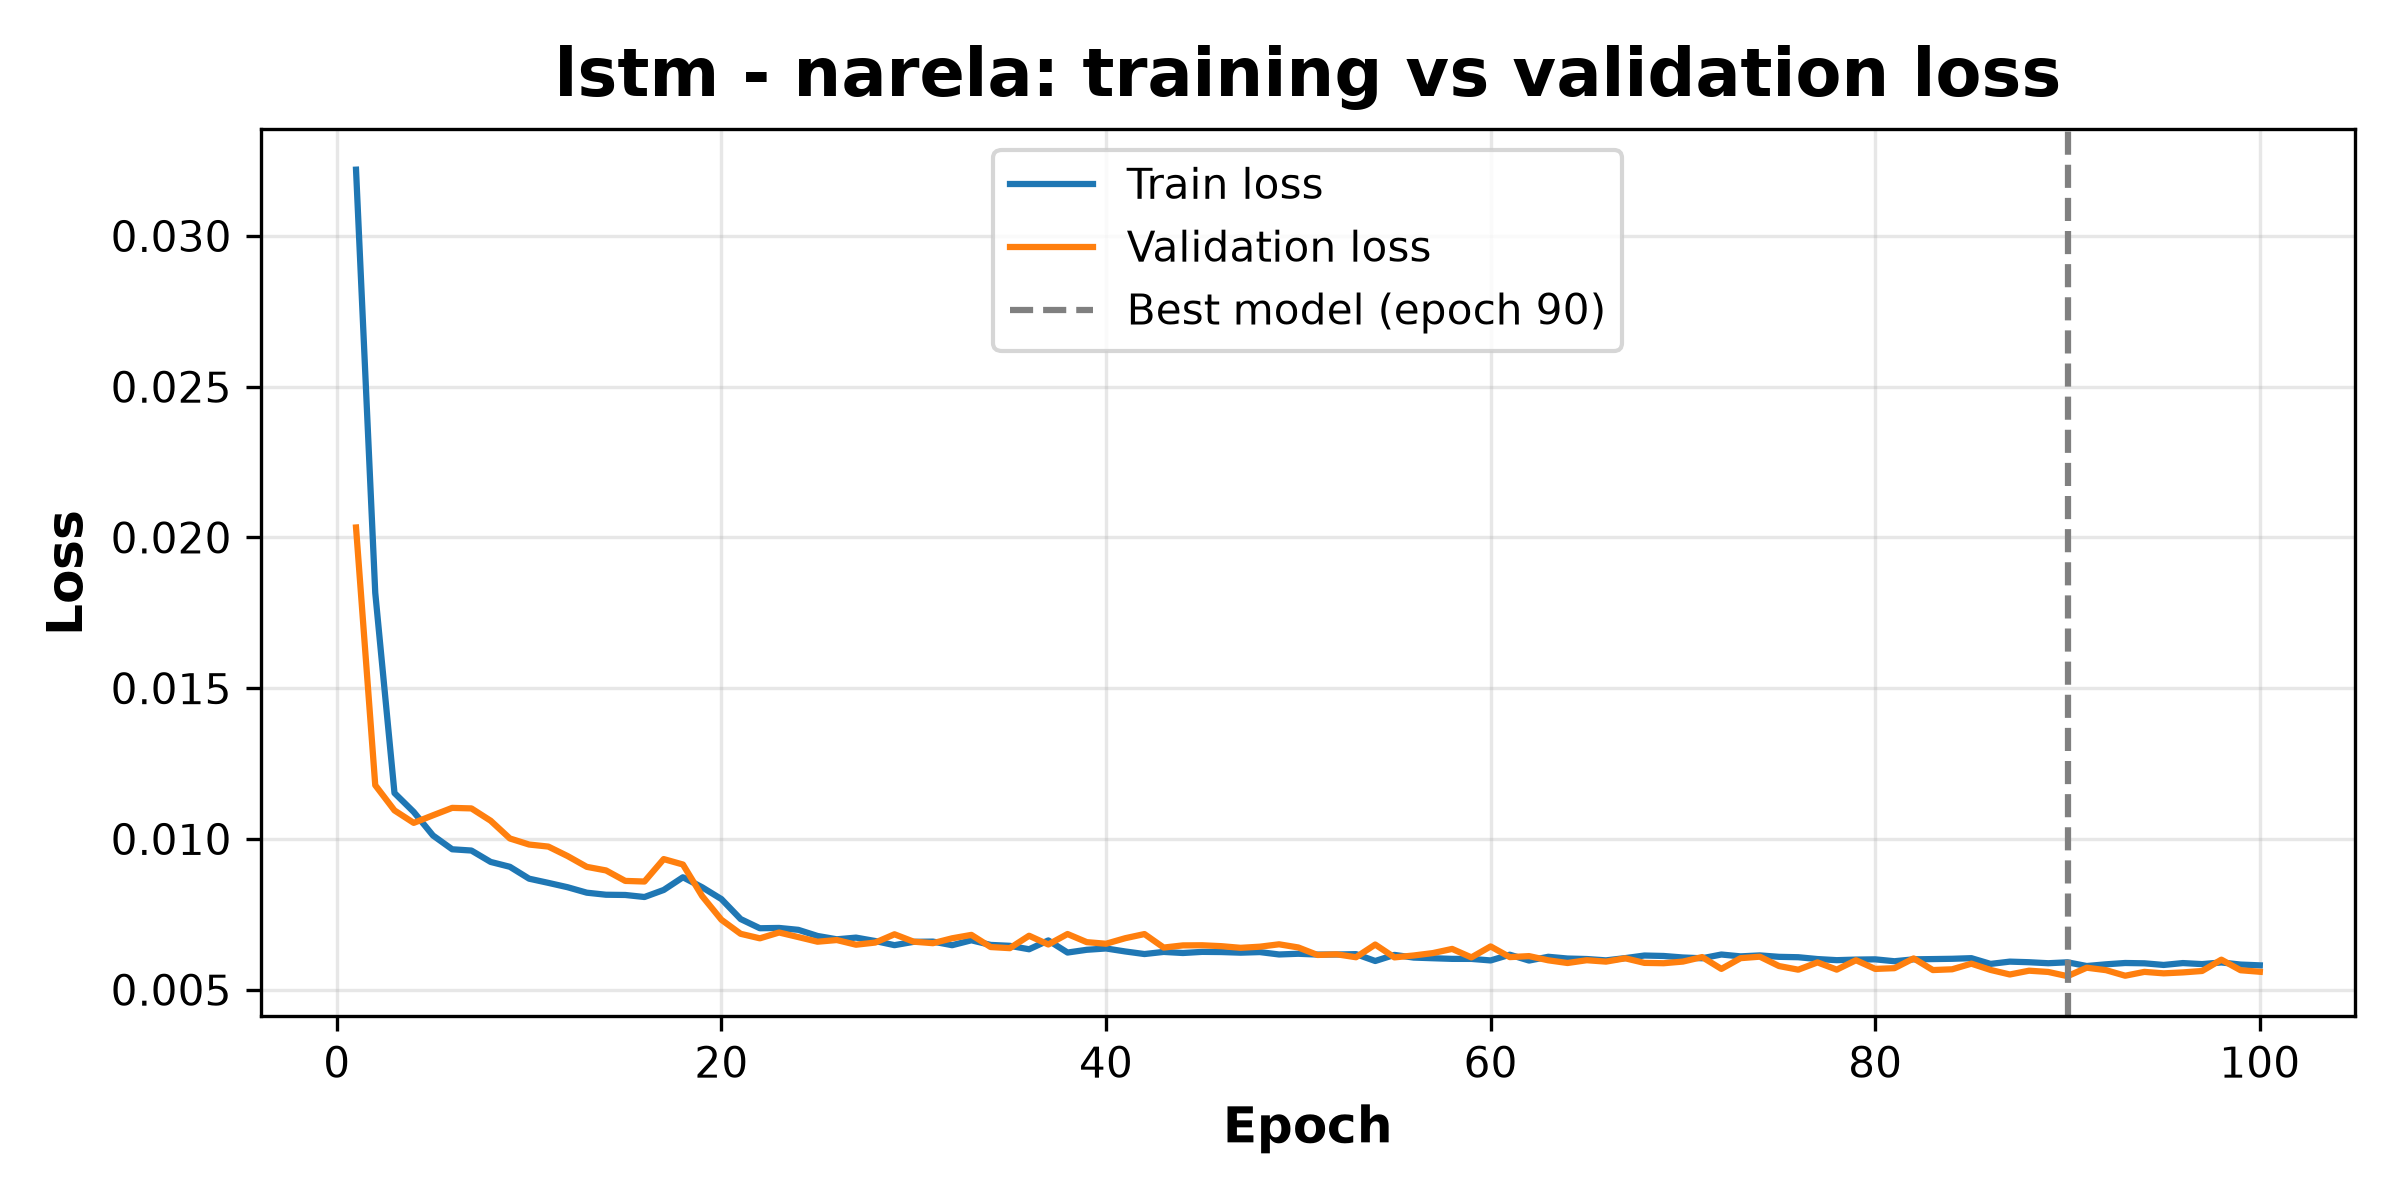 lstm - narela: training vs validation loss
Train loss
Validation loss
Best model (epoch 90)
0.030
0.025
0.020
0.015
0.010
0.005
Loss
0 20 40 60 80 100
Epoch